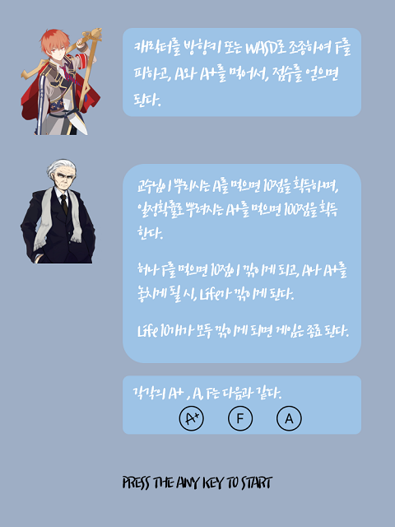 캐릭터를 방향키 또는 WASD로 조종하여 F를
피하고, A와 A+를 먹어서, 점수를 얻으면
된다.
교수님이 뿌리시는 A를 먹으면 10점을 획득하며,
일정확률로 뿌려지는 A+를 먹으면 100점을 획득
한다.
허나 F를 먹으면 10점이 깎이게 되고, A나 A+를
놓치게 될 시, Life가 깎이게 된다.
Life 10개가 모두 깎이게 되면 게임은 종료 된다.
각각의 A+, A, F는 다음과 같다.
A+ F A
PRESS THE ANY KEY TO START